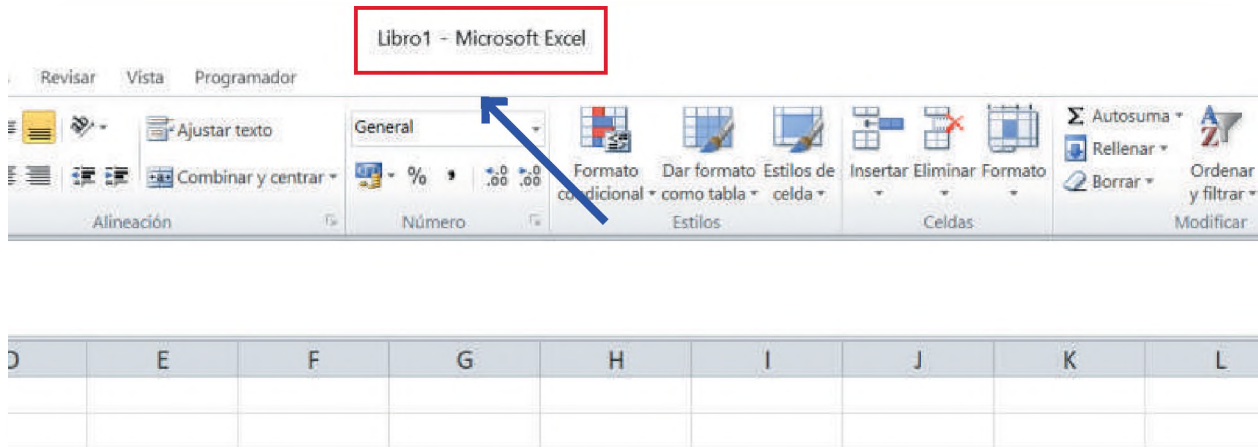 Libro1 - Microsoft Excel
Revisar Vista Programador
Ajustar texto
General
Autosuma
Rellenar
Combinar y centrar
%
Formato condicional
Dar formato como tabla
Estilos de celda
Insertar Eliminar Formato
Borrar
Ordenar y filtrar
Alineación Número Estilos Celdas Modificar
E F G H I J K L